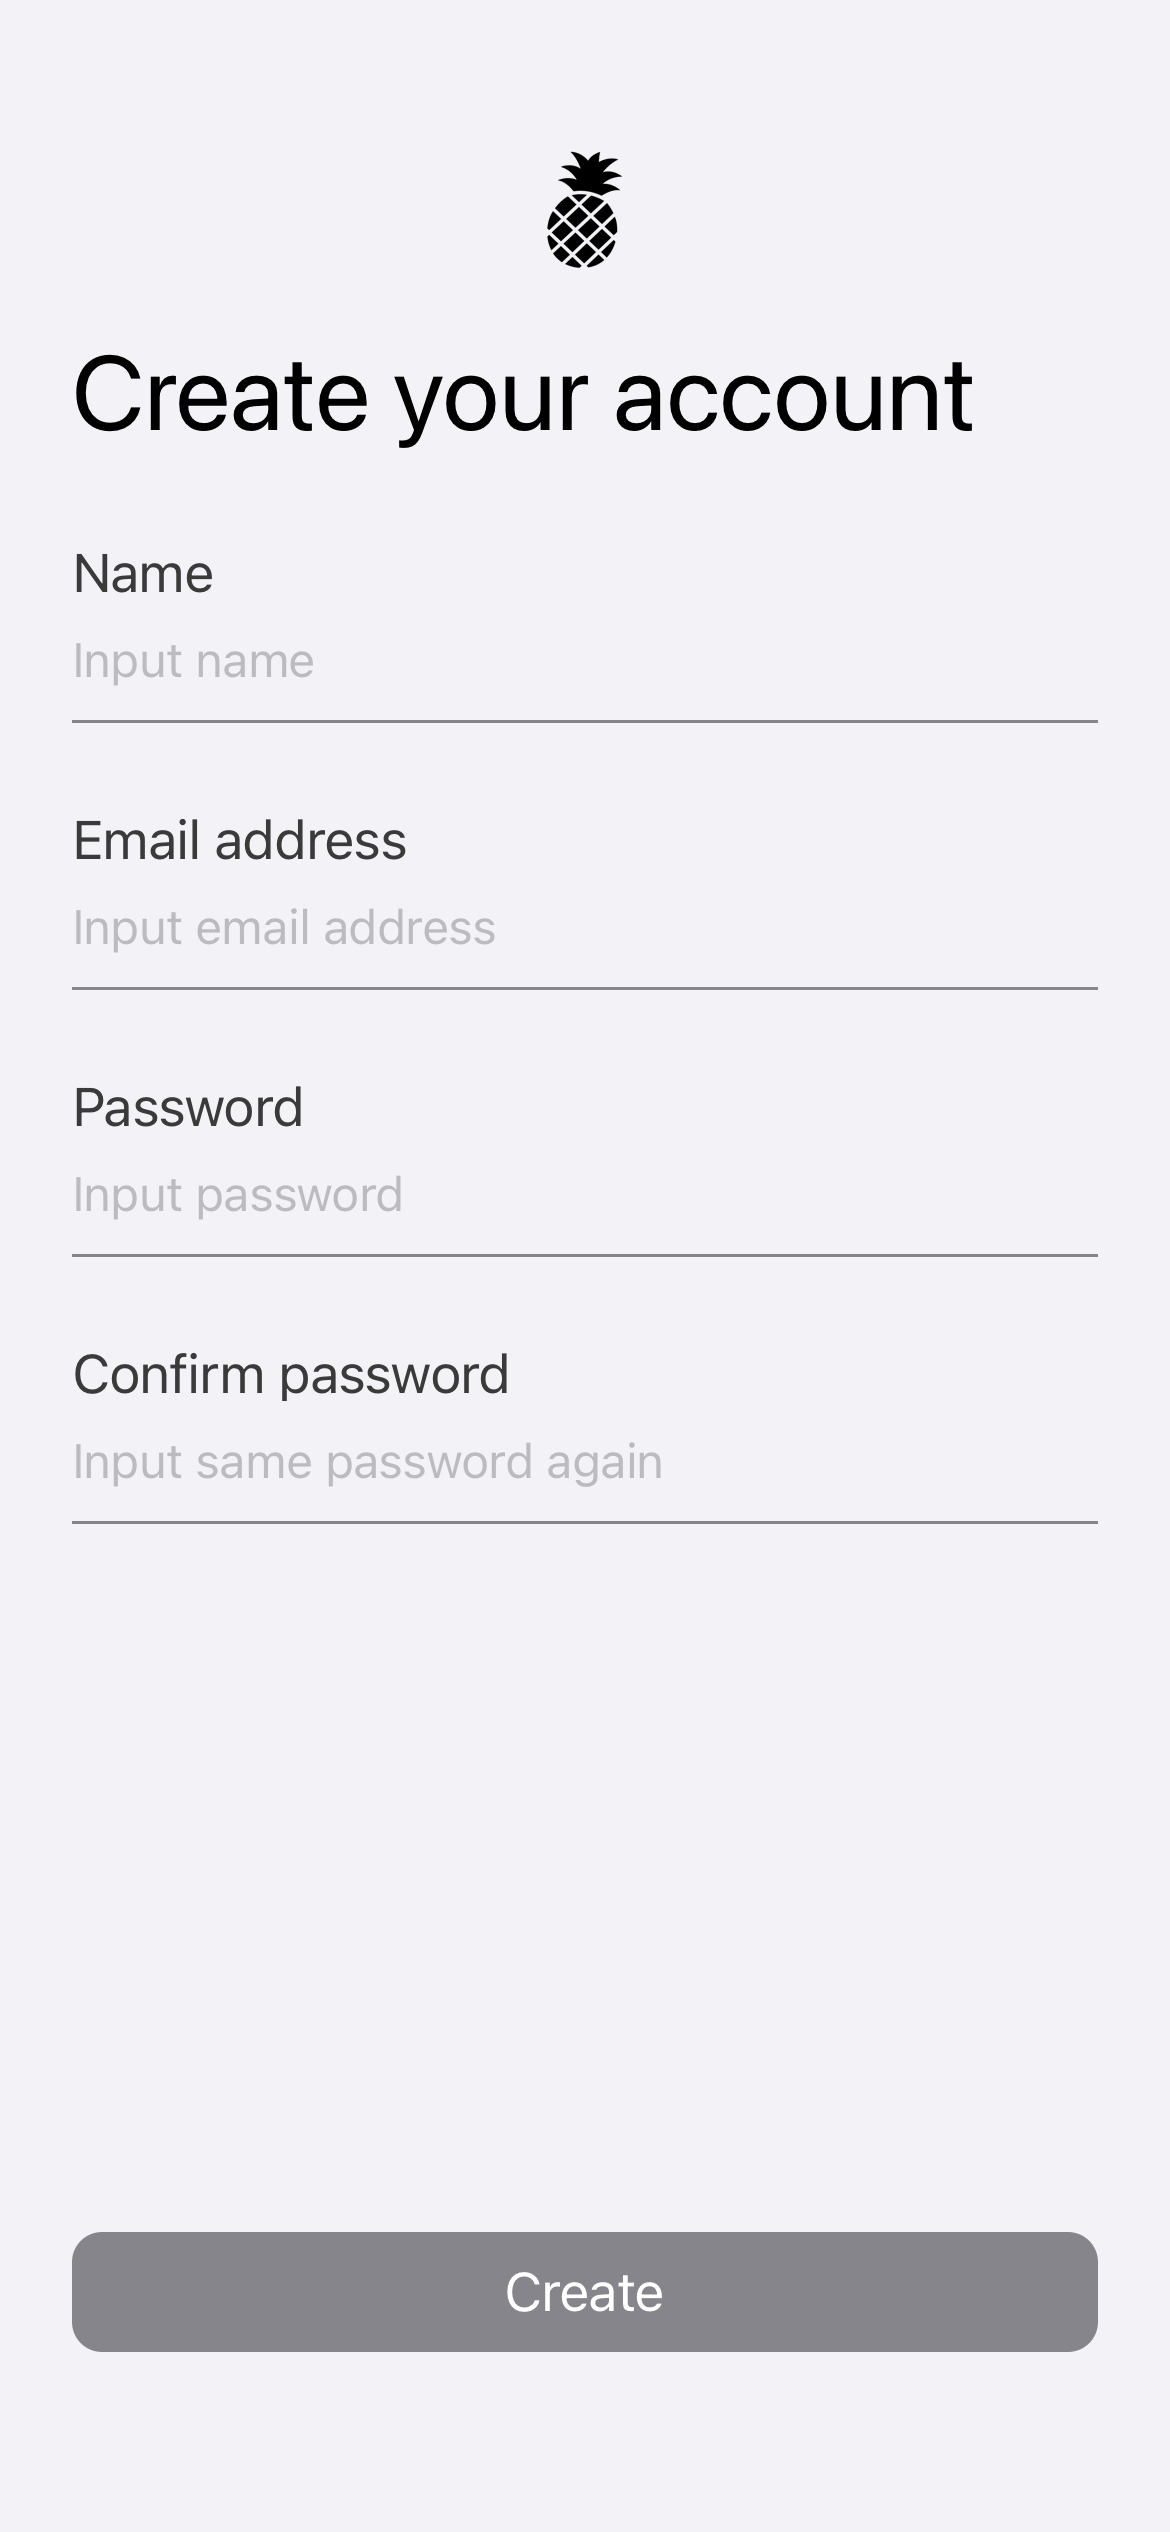 Create your account
Name
Input name
Email address
Input email address
Password
Input password
Confirm password
Input same password again
Create